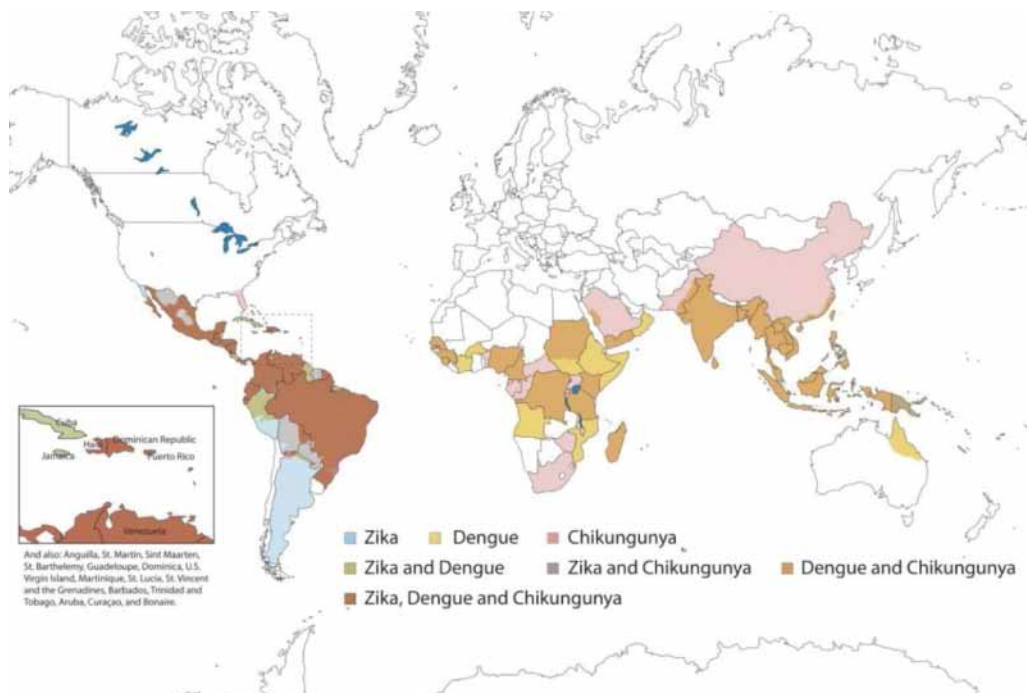 Cuba
Haiti
Dominican Republic
Jamaica
Puerto Rico
Venezuela
And also: Anguilla, St. Martin, Sint Maarten,
St. Barthelemy, Guadeloupe, Dominica, U.S.
Virgin Island, Martinique, St. Lucia, St. Vincent
and the Grenadines, Barbados, Trinidad and
Tobago, Aruba, Curaçao, and Bonaire.
Zika Dengue Chikungunya
Zika and Dengue Zika and Chikungunya Dengue and Chikungunya
Zika, Dengue and Chikungunya